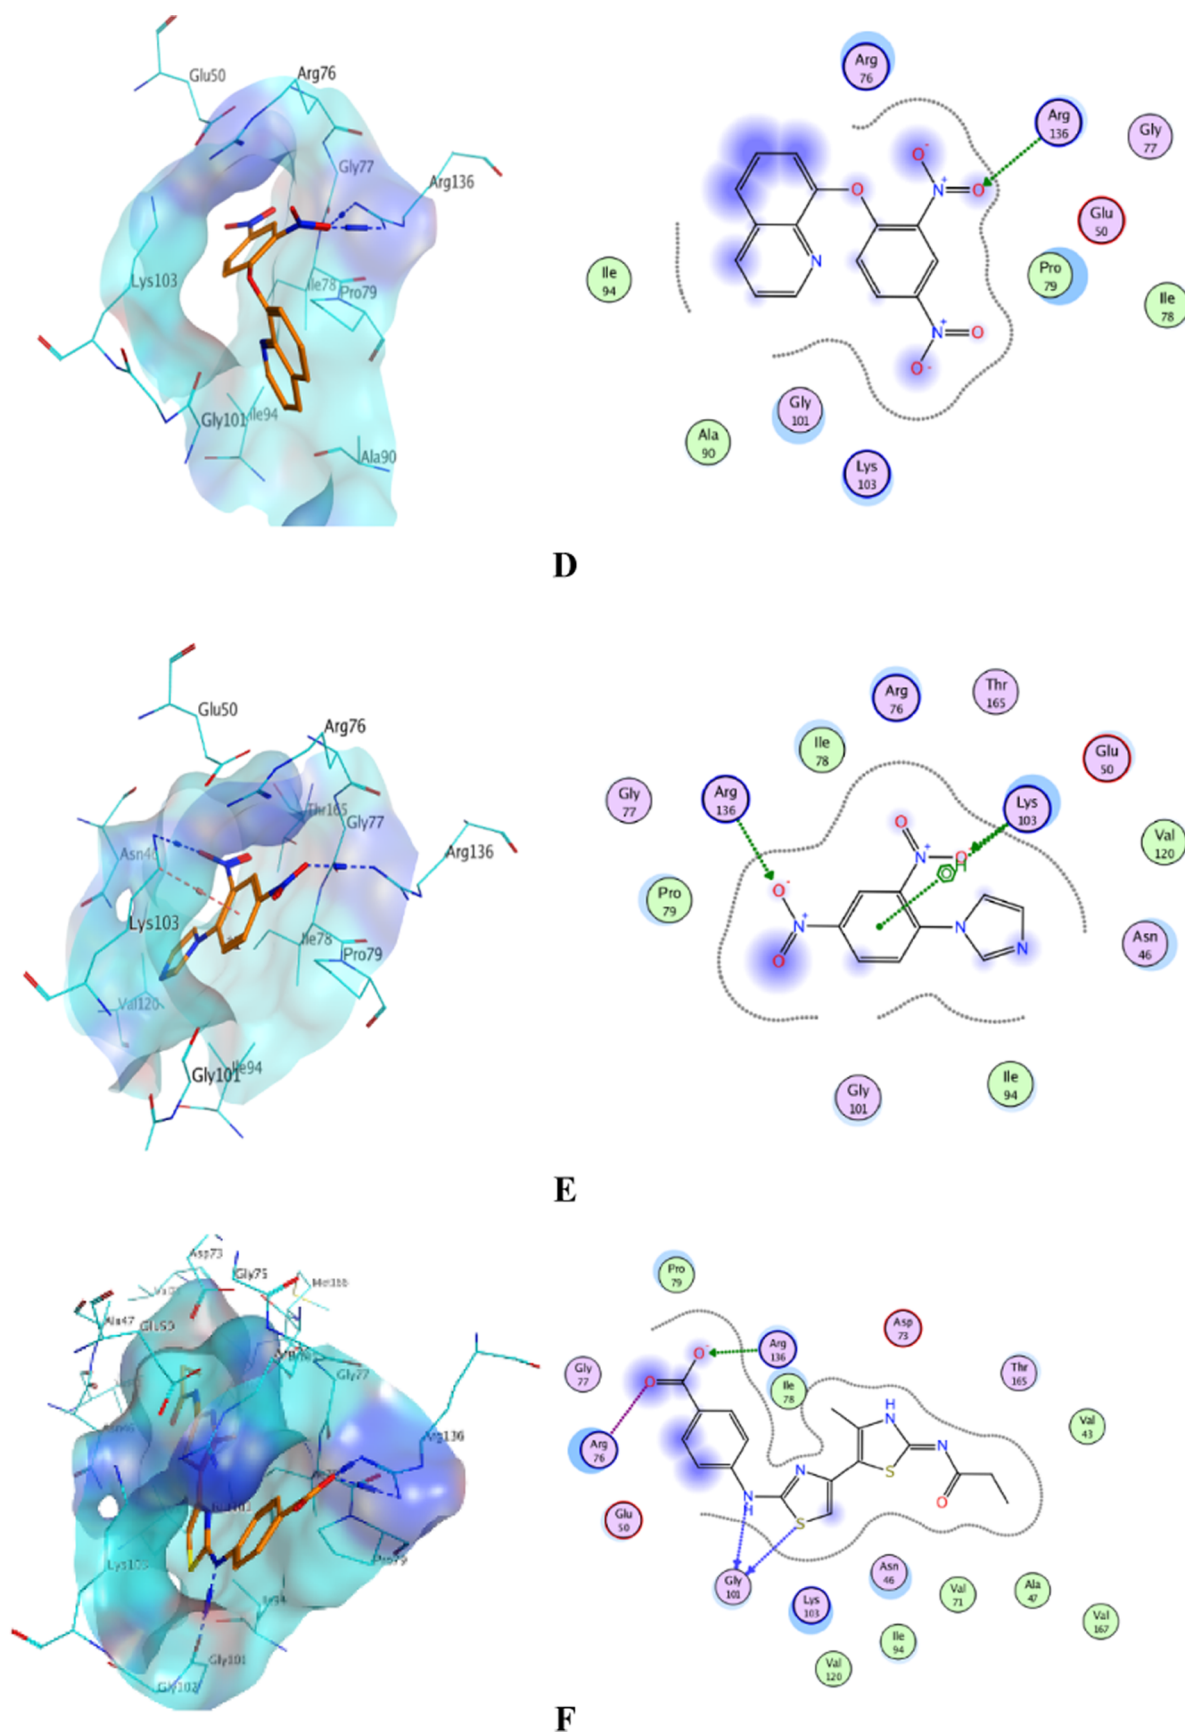 Glu50
Arg76
Gly77
Arg136
Lys103
Ile78
Pro79
Gly101
Ile94
Ala90
Arg
76
Arg
136
Gly
77
Glu
50
Pro
79
Ile
78
Ile
94
Gly
101
Ala
90
Lys
103
O-
N+
O
O
N
N+
O
O-
D
Glu50
Arg76
Thr165
Gly77
Arg136
Lys103
Ile78
Pro79
Val120
Gly101
Ile94
Arg
76
Thr
165
Ile
78
Glu
50
Gly
77
Arg
136
Lys
103
Val
120
Pro
79
Asn
46
Gly
101
Ile
94
O
N+
O
H
O-
N+
O
N
N
E
Asp73
Gly75
Ala47
Glu50
Gly77
Arg136
Lys103
Pro79
Ile94
Gly101
Gly102
Pro
79
Arg
136
Asp
73
Gly
77
Ile
78
Thr
165
Val
43
Arg
76
Glu
50
Gly
101
Lys
103
Asn
46
Val
71
Ala
47
Val
167
Ile
94
Val
120
O-
O
N
H
N
S
NH
S
N
O
F